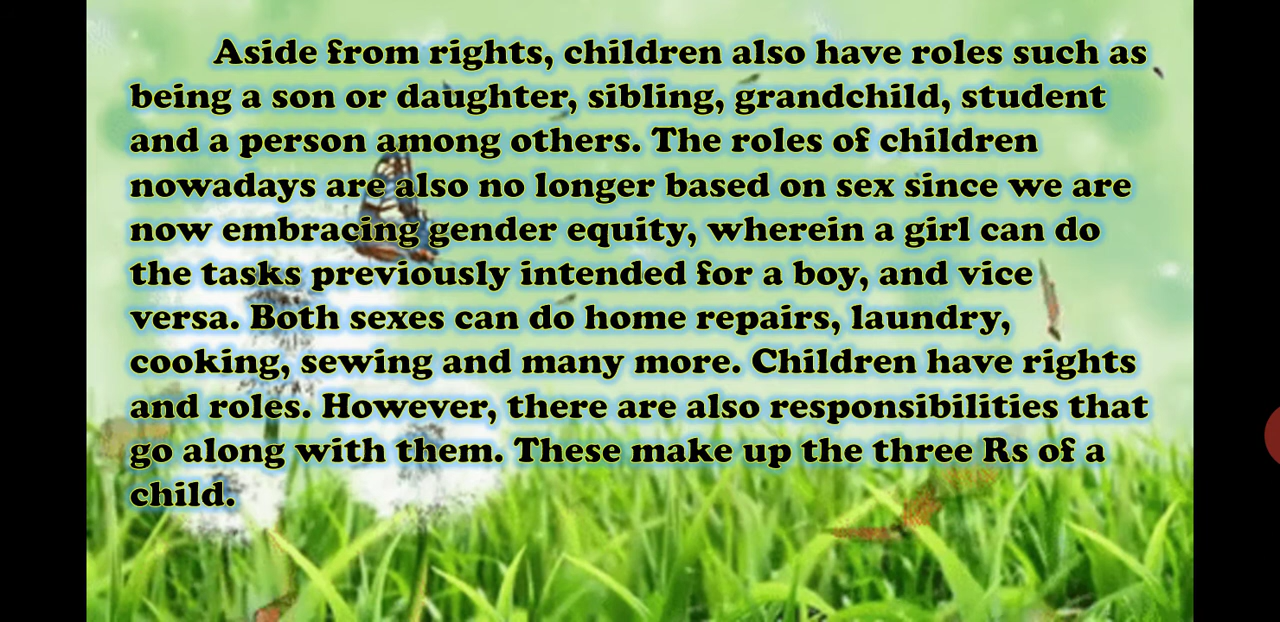 Aside from rights, children also have roles such as
being a son or daughter, sibling, grandchild, student
and a person among others. The roles of children
nowadays are also no longer based on sex since we are
now embracing gender equity, wherein a girl can do
the tasks previously intended for a boy, and vice
versa. Both sexes can do home repairs, laundry,
cooking, sewing and many more. Children have rights
and roles. However, there are also responsibilities that
go along with them. These make up the three Rs of a
child.